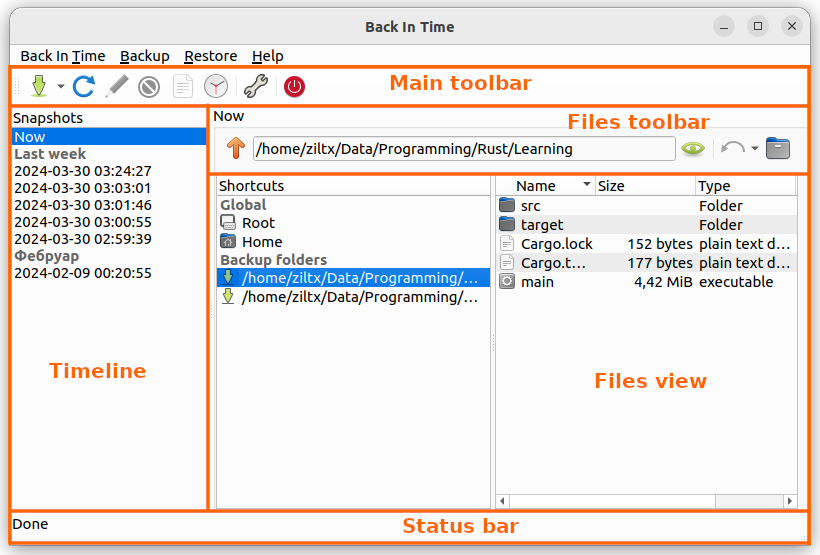 Back In Time
Back In Time Backup Restore Help
Main toolbar
Snapshots
Now
Last week
2024-03-30 03:24:27
2024-03-30 03:03:01
2024-03-30 03:01:46
2024-03-30 03:00:55
2024-03-30 02:59:39
Фебруар
2024-02-09 00:20:55
Timeline
Now
Files toolbar
/home/ziltx/Data/Programming/Rust/Learning
Shortcuts
Global
Root
Home
Backup folders
/home/ziltx/Data/Programming/...
/home/ziltx/Data/Programming/...
Name Size Type
src Folder
target Folder
Cargo.lock 152 bytes plain text d...
Cargo.t... 177 bytes plain text d...
main 4,42 MiB executable
Files view
Done
Status bar